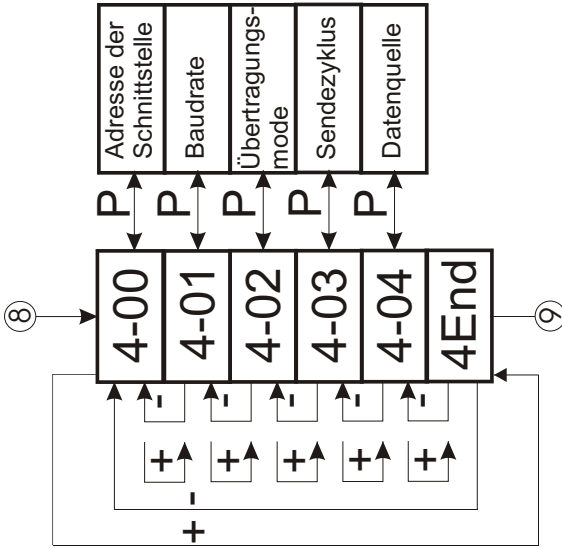 8
4-00
P
Adresse der
Schnittstelle
+
-
4-01
P
Baudrate
+
-
4-02
P
Übertragungs-
mode
+
-
4-03
P
Sendezyklus
+
-
4-04
P
Datenquelle
+
-
4End
+
-
9